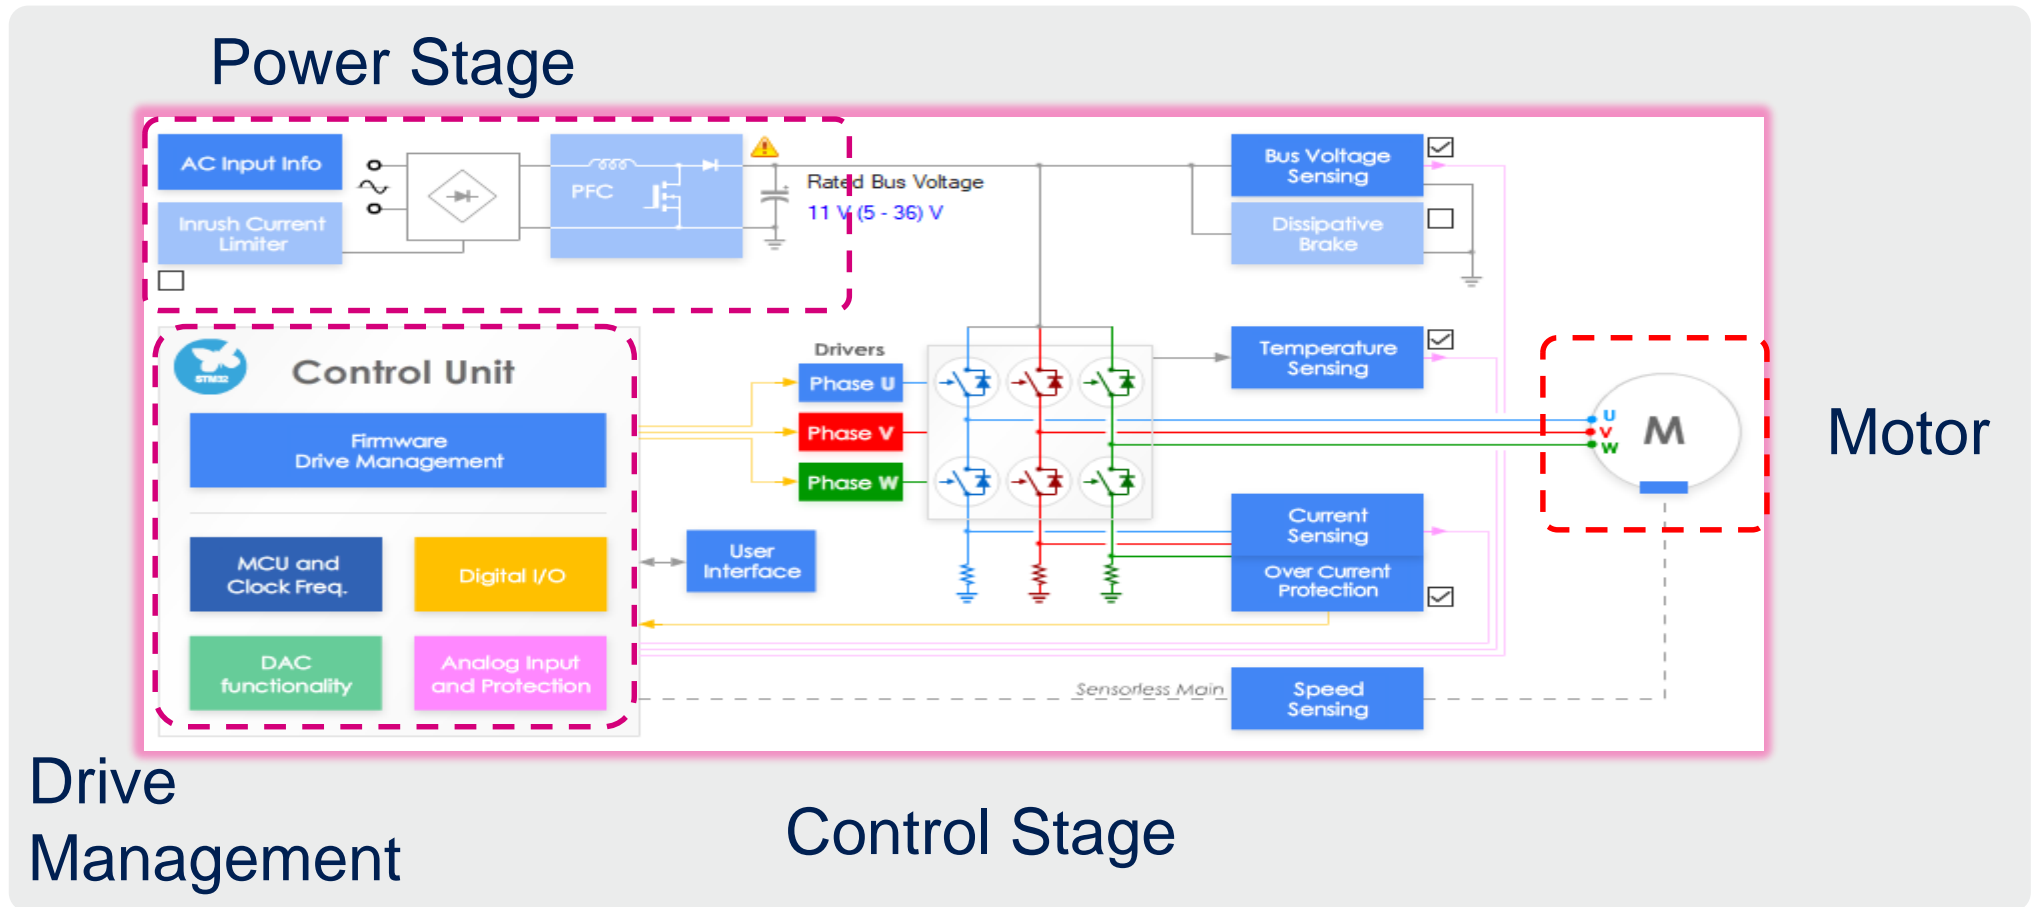 Power Stage
AC Input Info
Inrush Current
Limiter
PFC
Rated Bus Voltage
11 V (5 - 36) V
Bus Voltage
Sensing
Dissipative
Brake
STM32
Control Unit
Firmware
Drive Management
MCU and
Clock Freq.
Digital I/O
DAC
functionality
Analog Input
and Protection
Drivers
Phase U
Phase V
Phase W
User
Interface
Temperature
Sensing
Current
Sensing
Over Current
Protection
Sensorless Main
Speed
Sensing
U
V
W
M
Motor
Drive
Management
Control Stage